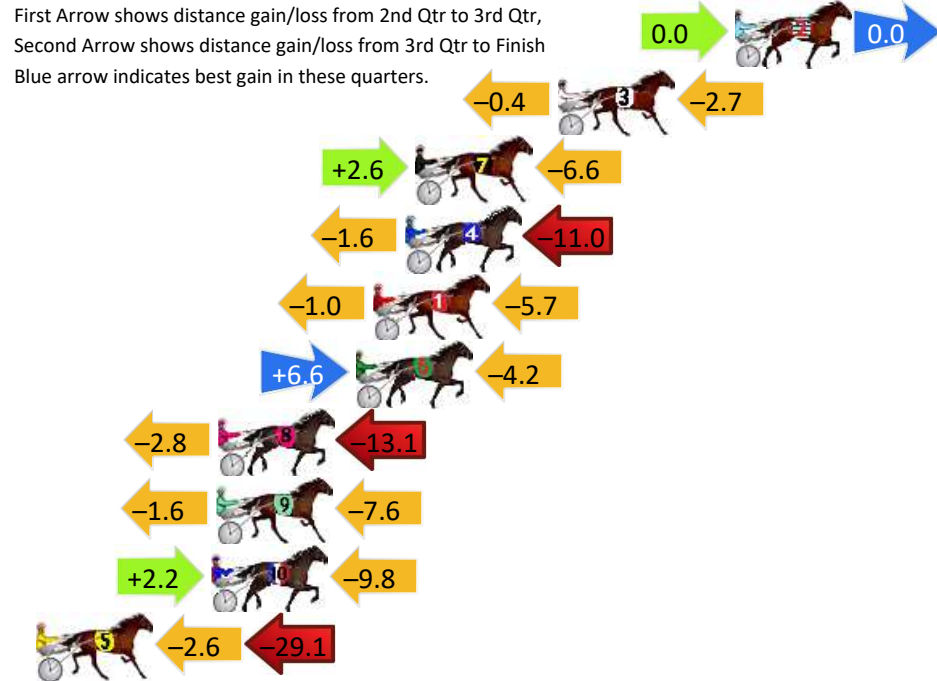 First Arrow shows distance gain/loss from 2nd Qtr to 3rd Qtr,
Second Arrow shows distance gain/loss from 3rd Qtr to Finish
Blue arrow indicates best gain in these quarters.
0.0 2 0.0
−0.4 3 −2.7
+2.6 7 −6.6
−1.6 4 −11.0
−1.0 1 −5.7
+6.6 6 −4.2
−2.8 8 −13.1
−1.6 9 −7.6
+2.2 10 −9.8
5 −2.6 −29.1